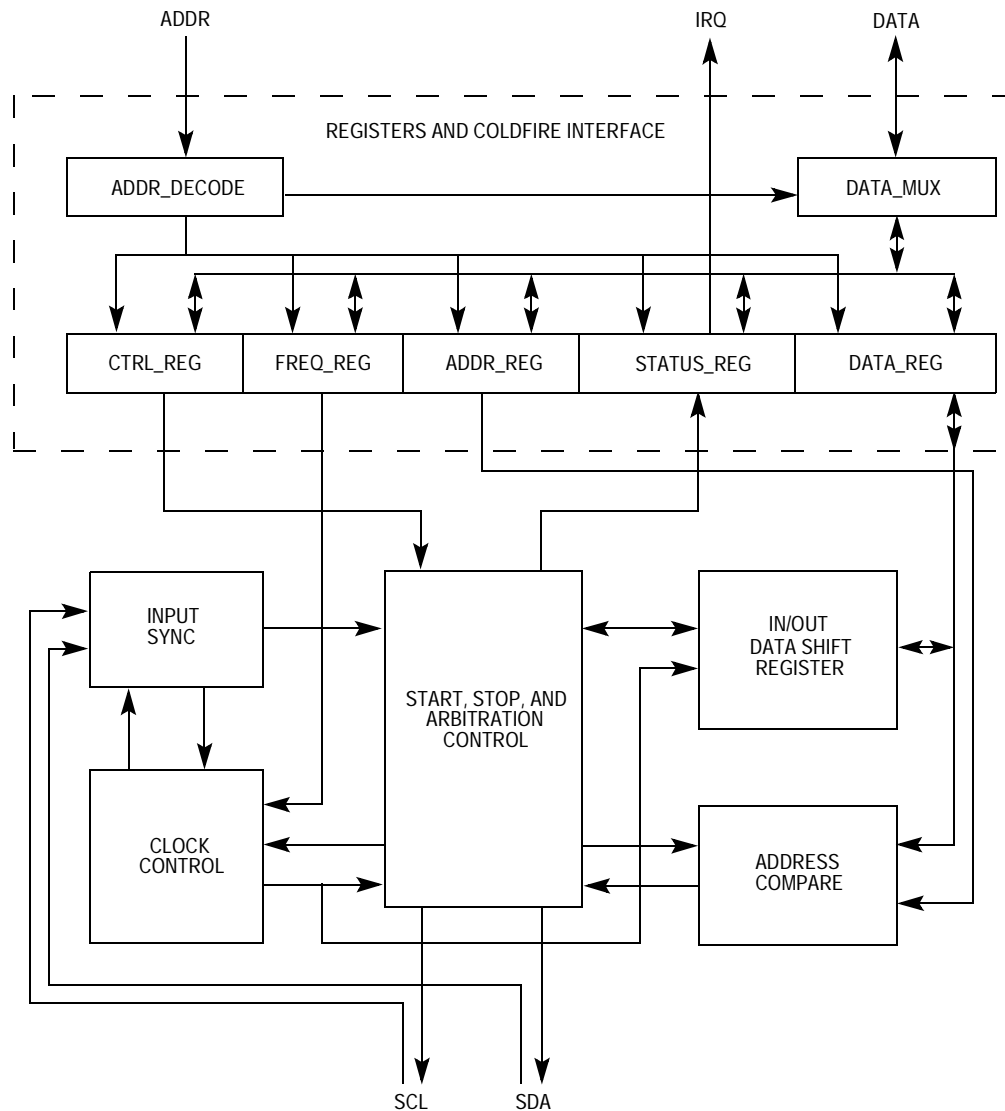 ADDR
IRQ
DATA
REGISTERS AND COLDFIRE INTERFACE
ADDR_DECODE
DATA_MUX
CTRL_REG
FREQ_REG
ADDR_REG
STATUS_REG
DATA_REG
INPUT
SYNC
IN/OUT
DATA SHIFT
REGISTER
START, STOP, AND
ARBITRATION
CONTROL
CLOCK
CONTROL
ADDRESS
COMPARE
SCL
SDA